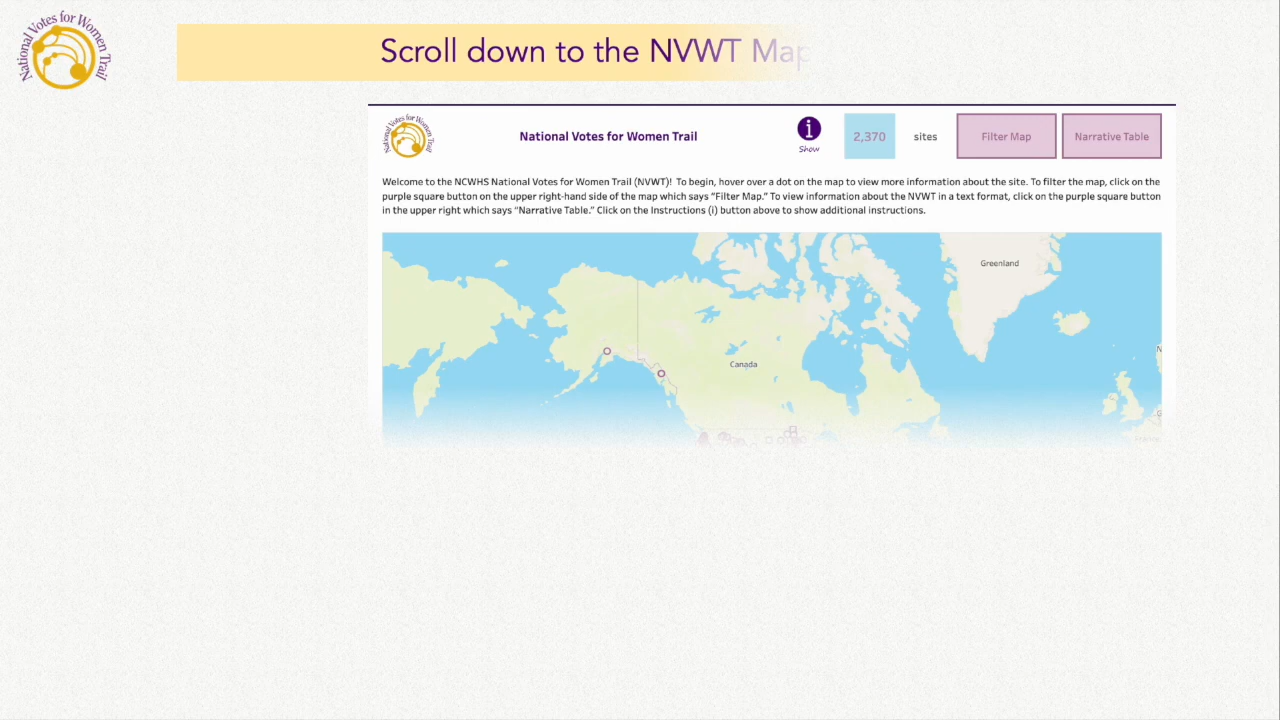 National Votes for Women Trail
Scroll down to the NVWT Map
National Votes for Women Trail
National Votes for Women Trail
i
Show
2,370
sites
Filter Map
Narrative Table
Welcome to the NCWHS National Votes for Women Trail (NVWT)! To begin, hover over a dot on the map to view more information about the site. To filter the map, click on the
purple square button on the upper right-hand side of the map which says “Filter Map.” To view information about the NVWT in a text format, click on the purple square button
in the upper right which says “Narrative Table.” Click on the Instructions (i) button above to show additional instructions.
Greenland
Canada
France